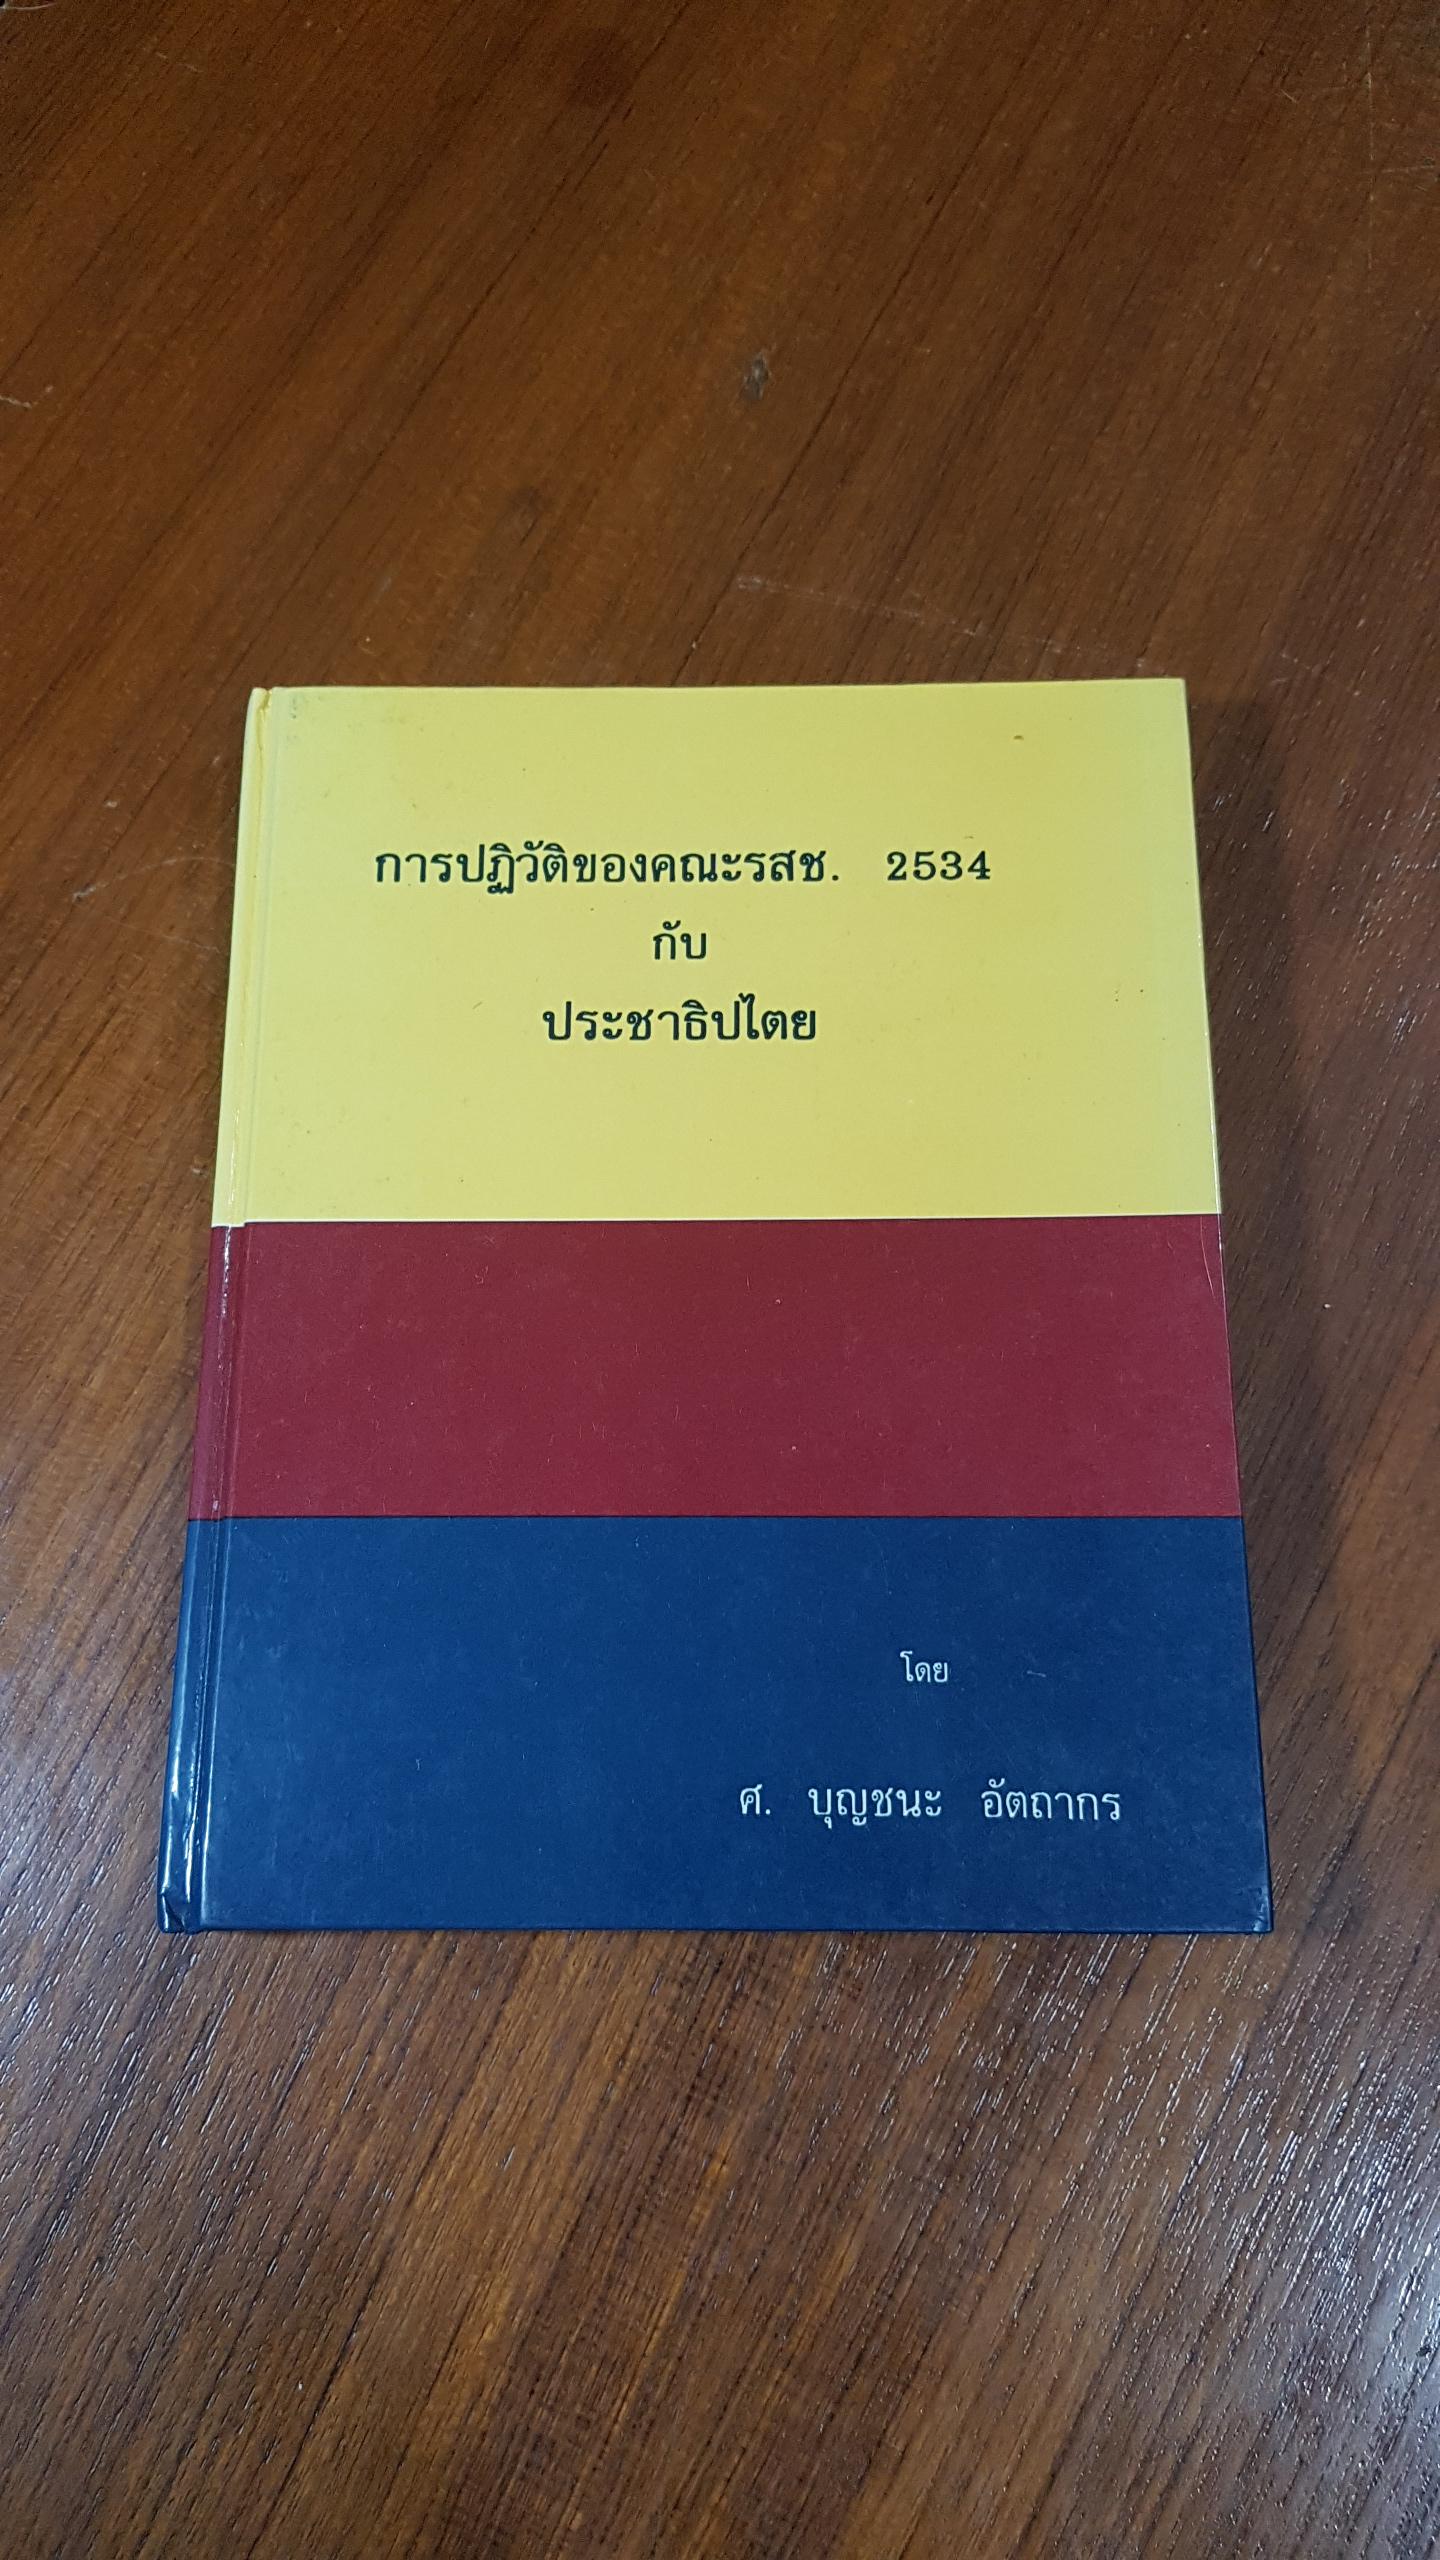 การปฏิวัติของคณะรสช. 2534
กับ
ประชาธิปไตย
โดย
ศ. บุญชนะ อัตถากร